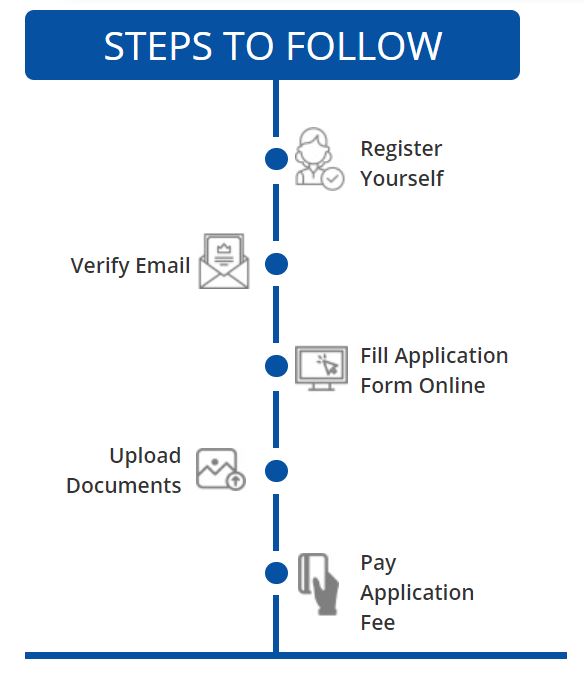 STEPS TO FOLLOW
Register
Yourself
Verify Email
Fill Application
Form Online
Upload
Documents
Pay
Application
Fee